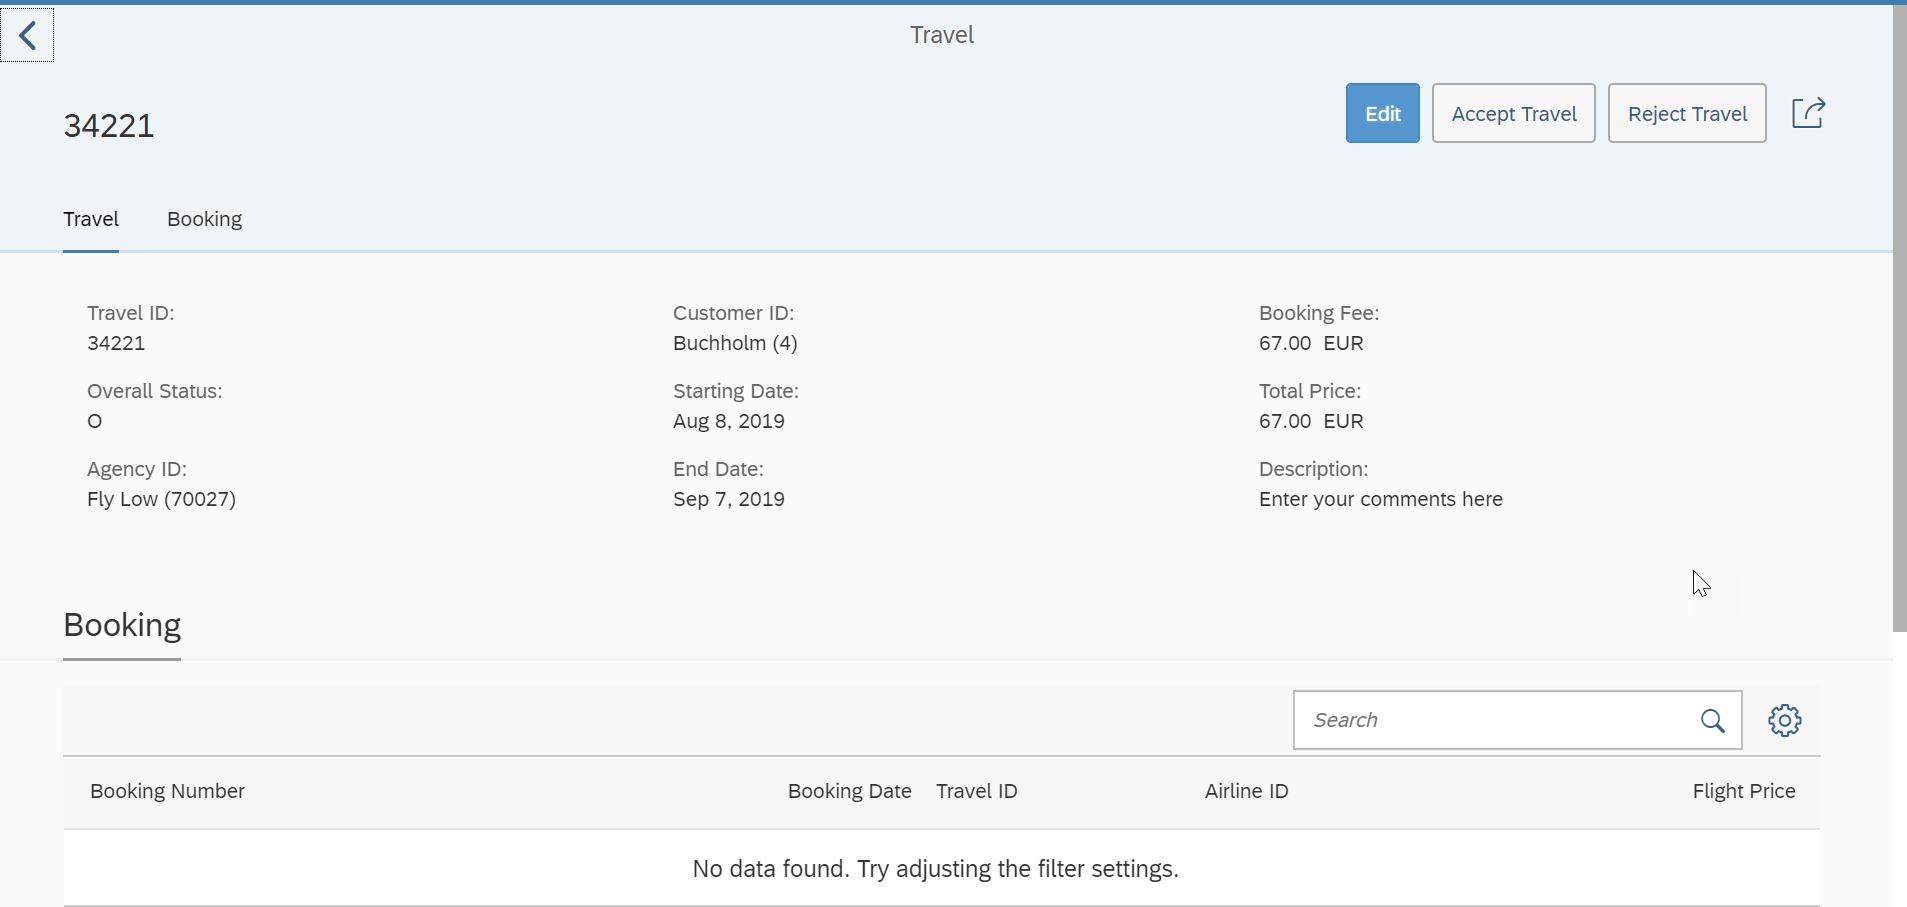 Travel
34221
Edit
Accept Travel
Reject Travel
Travel
Booking
Travel ID:
34221
Customer ID:
Buchholm (4)
Booking Fee:
67.00 EUR
Overall Status:
O
Starting Date:
Aug 8, 2019
Total Price:
67.00 EUR
Agency ID:
Fly Low (70027)
End Date:
Sep 7, 2019
Description:
Enter your comments here
Booking
Search
Booking Number
Booking Date
Travel ID
Airline ID
Flight Price
No data found. Try adjusting the filter settings.